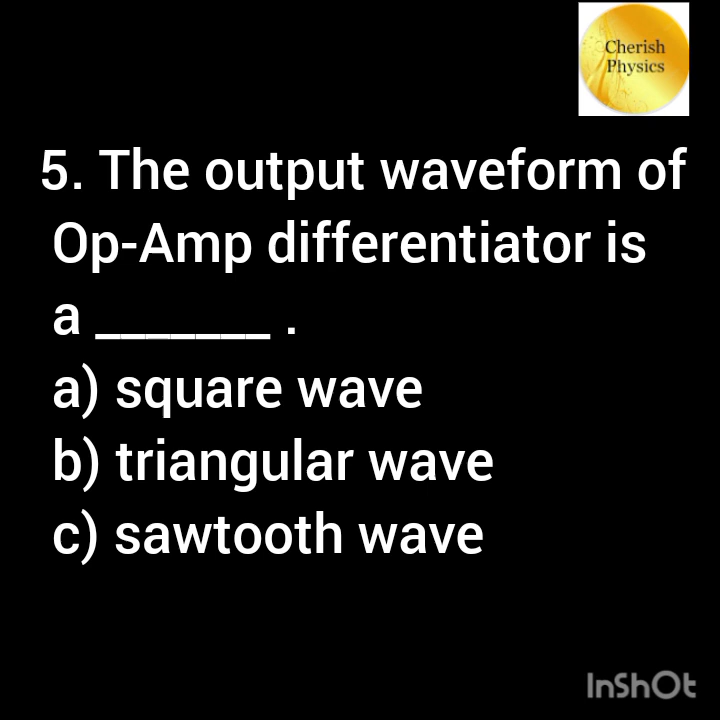 Cherish
Physics
5. The output waveform of
Op-Amp differentiator is
a _______ .
a) square wave
b) triangular wave
c) sawtooth wave
InShOt